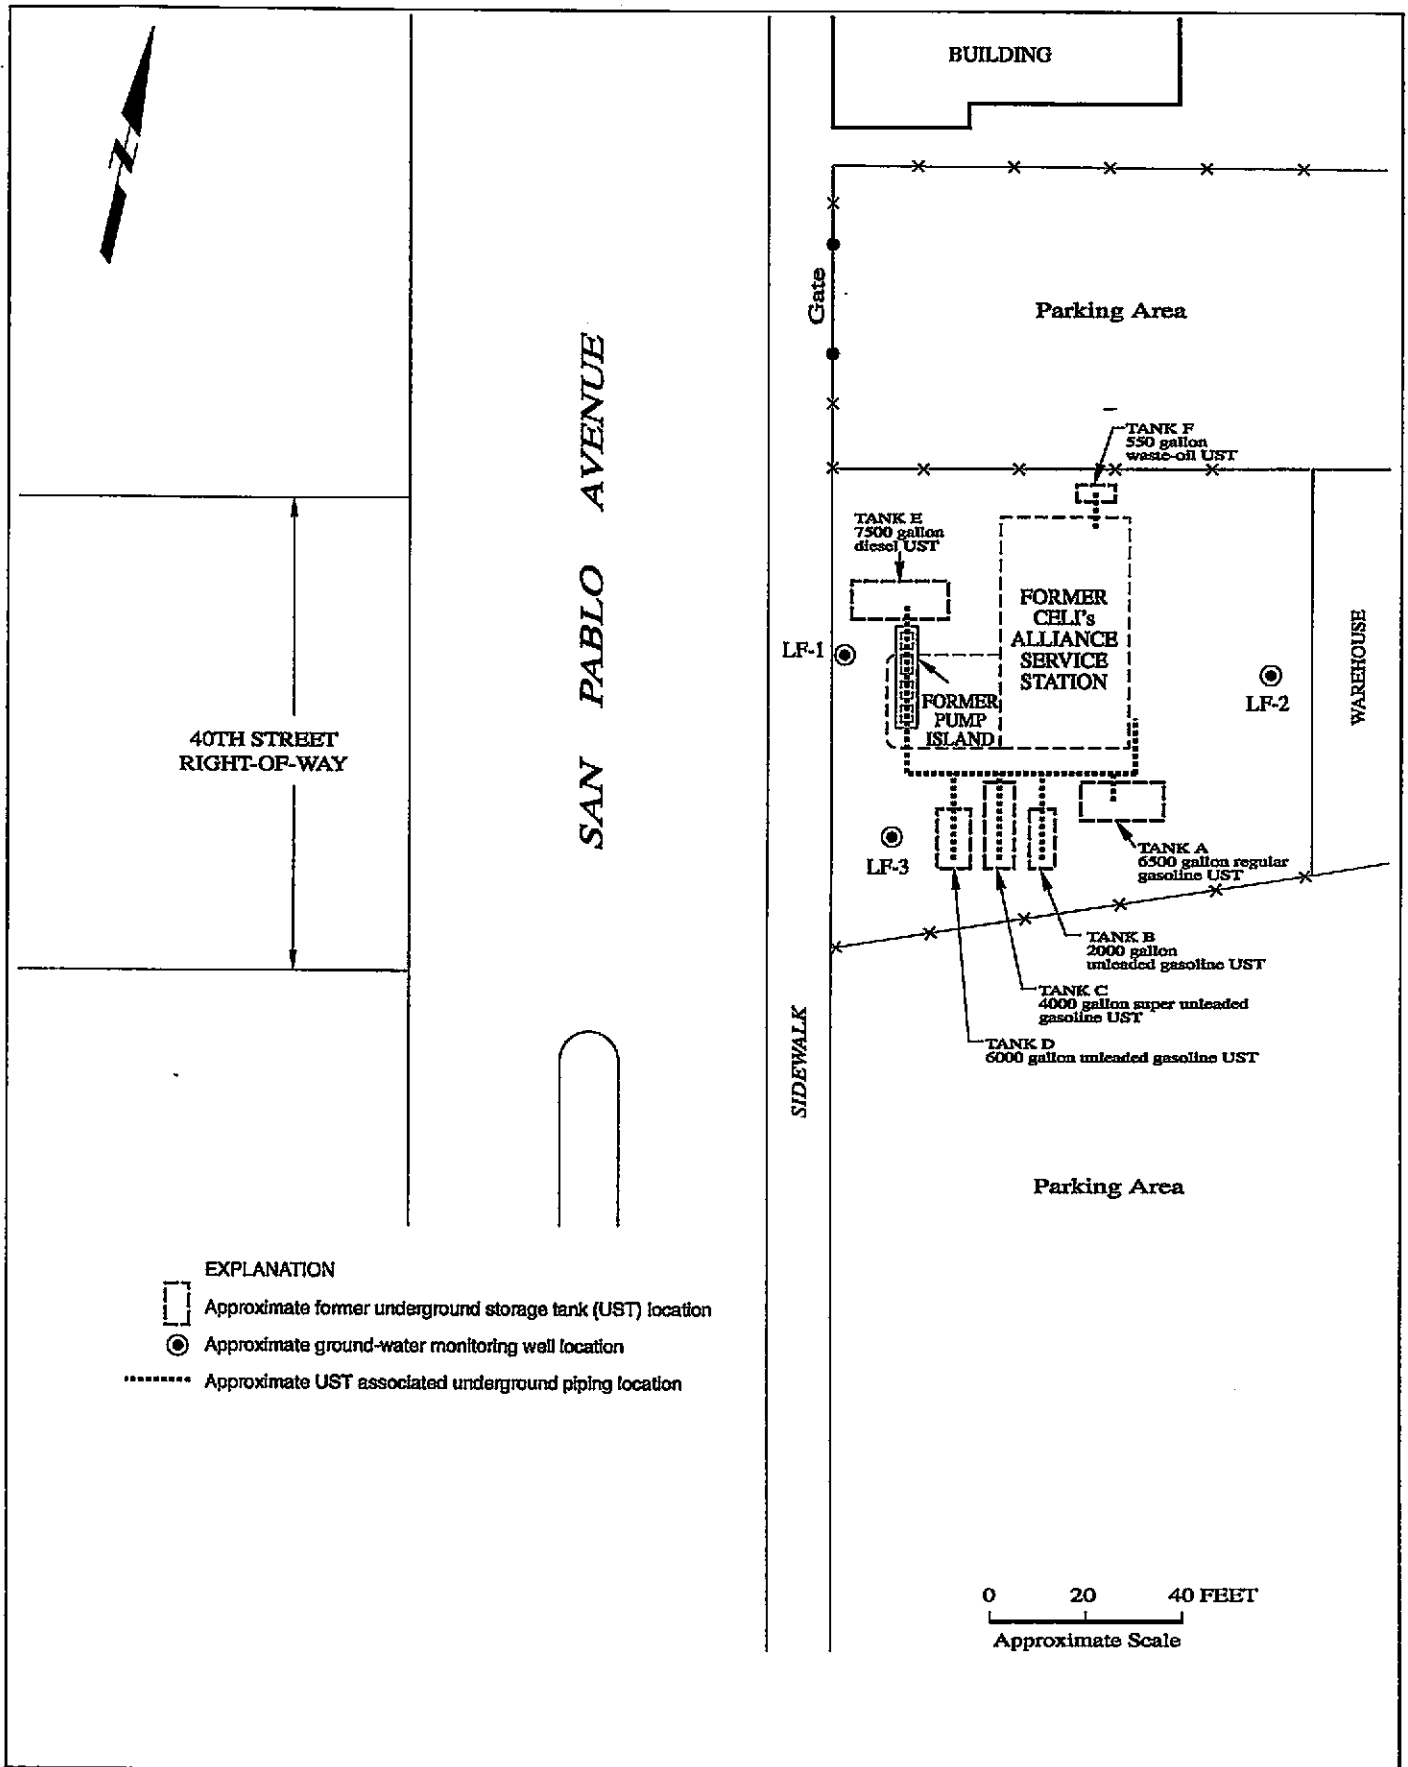 BUILDING
Gate
Parking Area
TANK F
550 gallon
waste-oil UST
TANK E
7500 gallon
diesel UST
SAN PABLO AVENUE
FORMER
CELI's
ALLIANCE
SERVICE
STATION
LF-1
LF-2
WAREHOUSE
FORMER
PUMP
ISLAND
40TH STREET
RIGHT-OF-WAY
LF-3
TANK A
6500 gallon regular
gasoline UST
TANK B
2000 gallon
unleaded gasoline UST
TANK C
4000 gallon super unleaded
gasoline UST
TANK D
6000 gallon unleaded gasoline UST
SIDEWALK
Parking Area
EXPLANATION
Approximate former underground storage tank (UST) location
Approximate ground-water monitoring well location
Approximate UST associated underground piping location
0 20 40 FEET
Approximate Scale